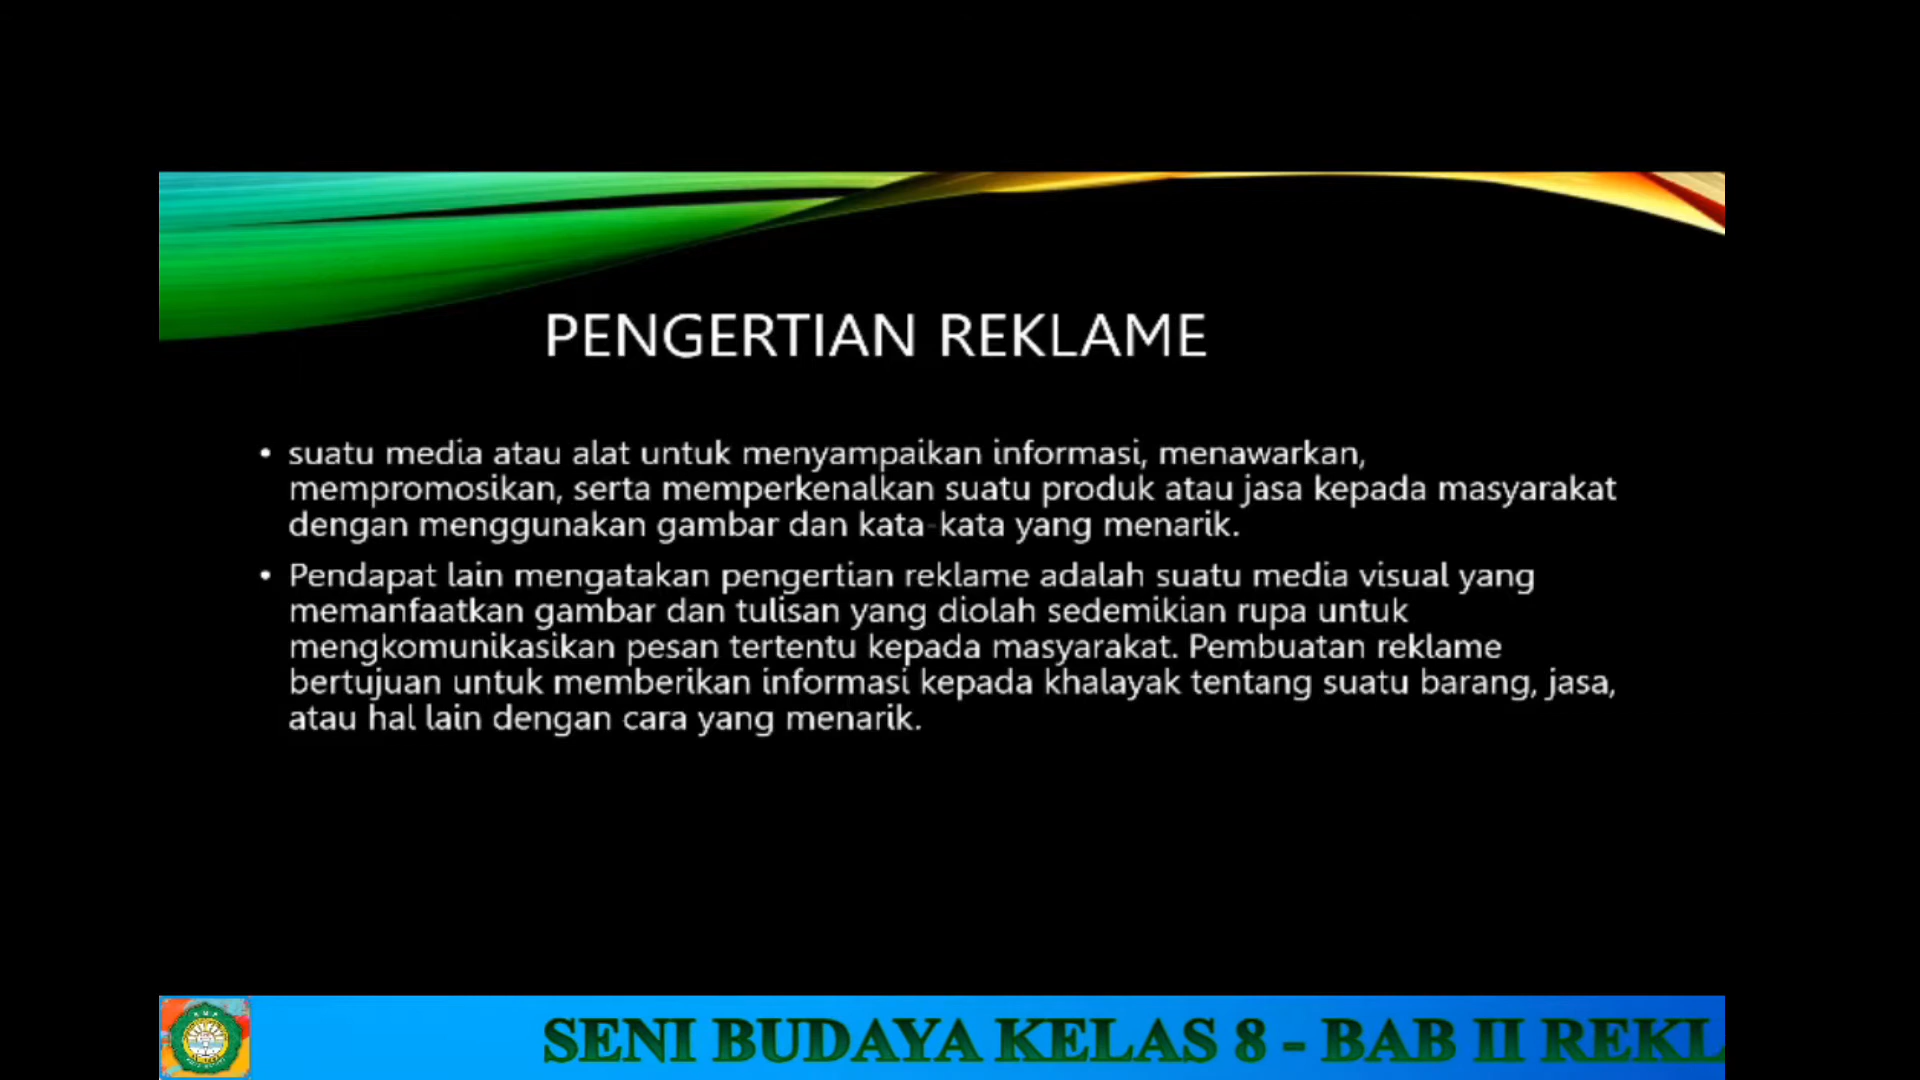 PENGERTIAN REKLAME
• suatu media atau alat untuk menyampaikan informasi, menawarkan,
mempromosikan, serta memperkenalkan suatu produk atau jasa kepada masyarakat
dengan menggunakan gambar dan kata-kata yang menarik.
• Pendapat lain mengatakan pengertian reklame adalah suatu media visual yang
memanfaatkan gambar dan tulisan yang diolah sedemikian rupa untuk
mengkomunikasikan pesan tertentu kepada masyarakat. Pembuatan reklame
bertujuan untuk memberikan informasi kepada khalayak tentang suatu barang, jasa,
atau hal lain dengan cara yang menarik.
SENI BUDAYA KELAS 8 - BAB II REKL